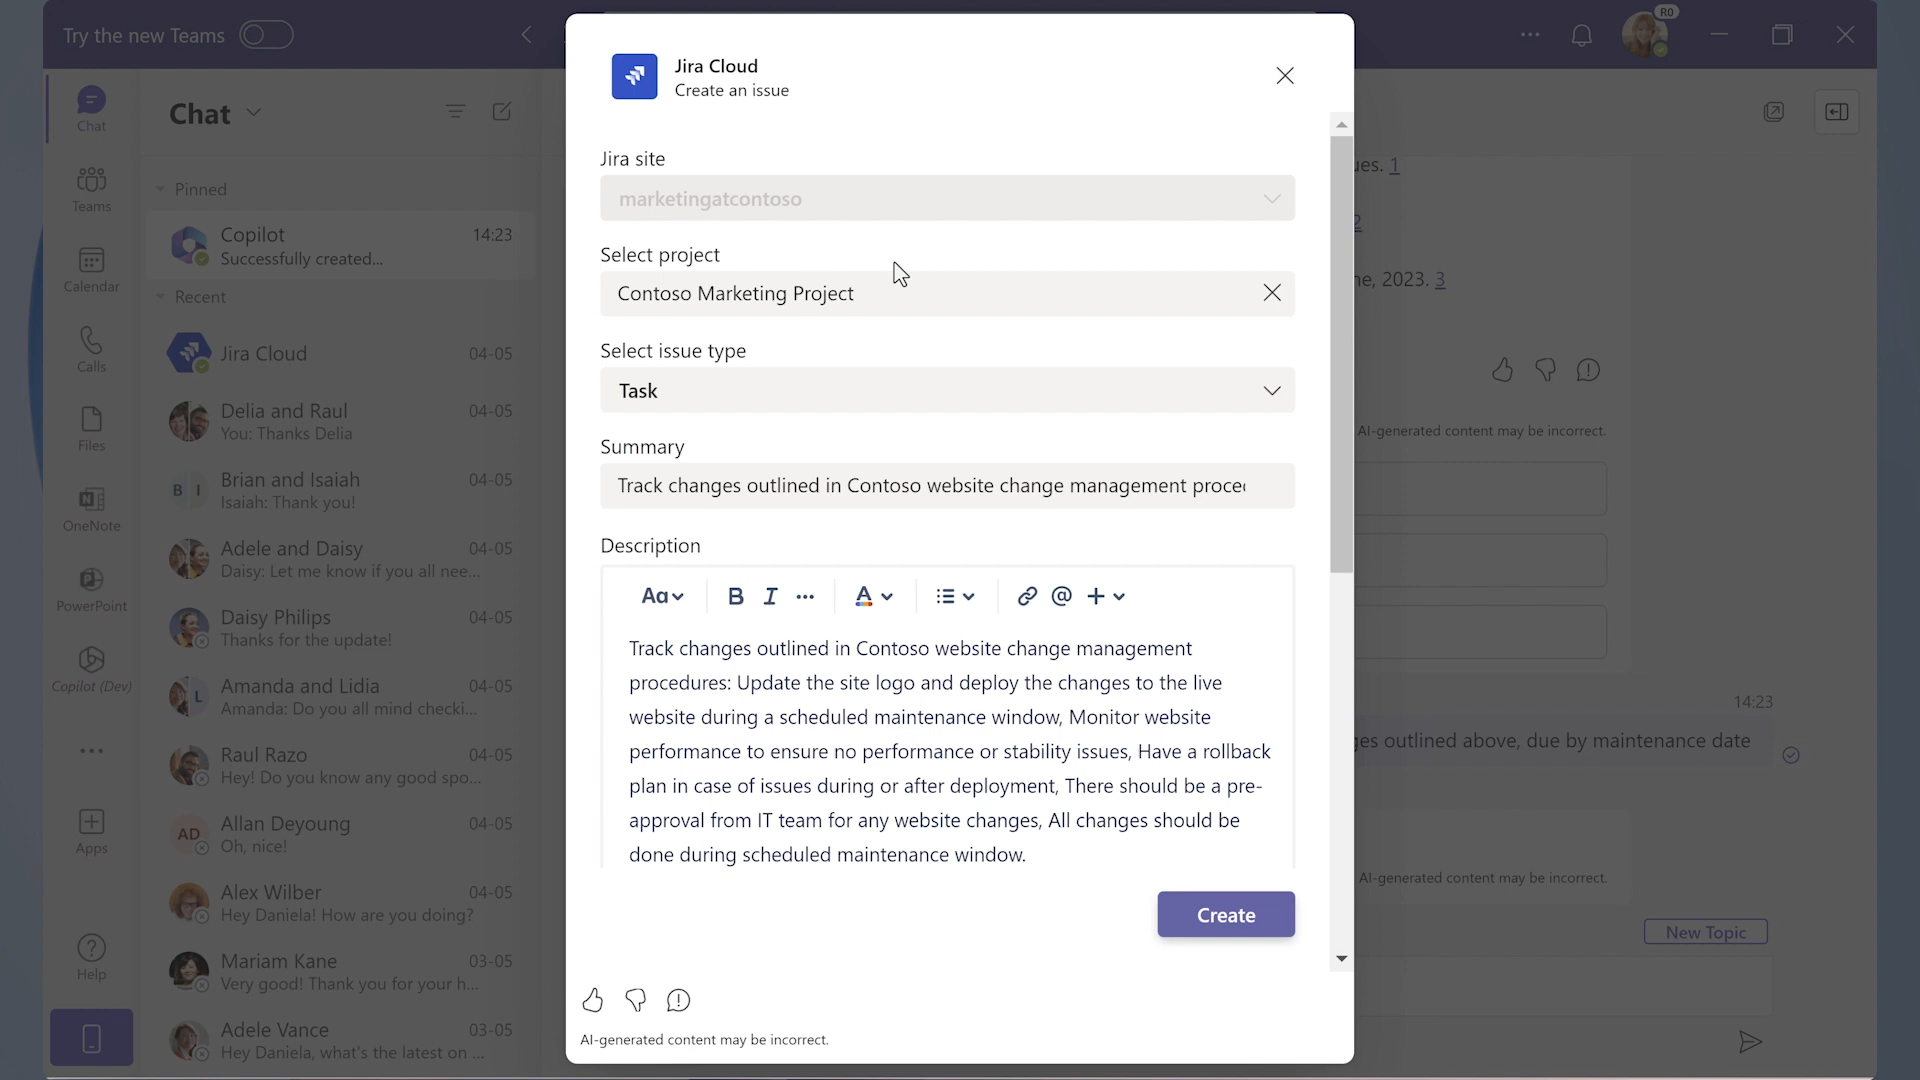 Try the new Teams
R0
Chat
Teams
Calendar
Calls
Files
OneNote
PowerPoint
Copilot (Dev)
Apps
Help
Chat
Pinned
Copilot 14:23
Successfully created...
Recent
Jira Cloud 04-05
Delia and Raul 04-05
You: Thanks Delia
B I
Brian and Isaiah 04-05
Isaiah: Thank you!
Adele and Daisy 04-05
Daisy: Let me know if you all nee...
Daisy Philips 04-05
Thanks for the update!
L
Amanda and Lidia 04-05
Amanda: Do you all mind checki...
Raul Razo 04-05
Hey! Do you know any good spo...
AD
Allan Deyoung 04-05
Oh, nice!
Alex Wilber 04-05
Hey Daniela! How are you doing?
Mariam Kane 03-05
Very good! Thank you for your h...
Adele Vance 03-05
Hey Daniela, what's the latest on ...
Jira Cloud
Create an issue
Jira site
marketingatcontoso
Select project
Contoso Marketing Project
Select issue type
Task
Summary
Track changes outlined in Contoso website change management proce
Description
Aa B I ... A @ +
Track changes outlined in Contoso website change management
procedures: Update the site logo and deploy the changes to the live
website during a scheduled maintenance window, Monitor website
performance to ensure no performance or stability issues, Have a rollback
plan in case of issues during or after deployment, There should be a pre-
approval from IT team for any website changes, All changes should be
done during scheduled maintenance window.
Create
AI-generated content may be incorrect.
ues. 1
2
ne, 2023. 3
AI-generated content may be incorrect.
14:23
ges outlined above, due by maintenance date
AI-generated content may be incorrect.
New Topic